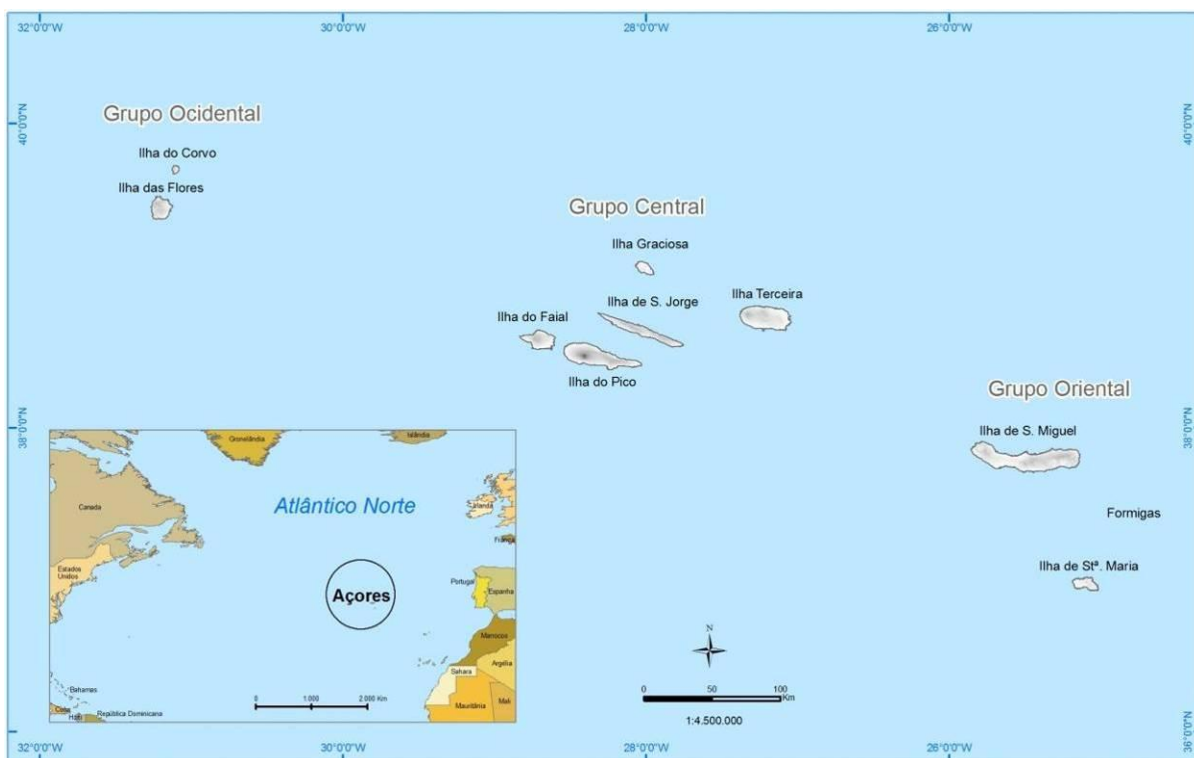 32°0'0"W
30°0'0"W
28°0'0"W
26°0'0"W
40°0'0"N
40°0'0"N
Grupo Ocidental
Ilha do Corvo
Ilha das Flores
Grupo Central
Ilha Graciosa
Ilha de S. Jorge
Ilha Terceira
Ilha do Faial
Ilha do Pico
Grupo Oriental
38°0'0"N
38°0'0"N
Ilha de S. Miguel
Formigas
Ilha de Stª. Maria
Gronelândia
Islândia
Canada
Atlântico Norte
Irlanda
França
Estados
Unidos
Açores
Portugal
Espanha
Marrocos
Argélia
Sahara
Mauritânia
Mali
Bahamas
Cuba
Haiti
República Dominicana
0
1.000
2.000 Km
N
0
50
100
Km
1:4.500.000
36°0'0"N
32°0'0"W
30°0'0"W
28°0'0"W
26°0'0"W